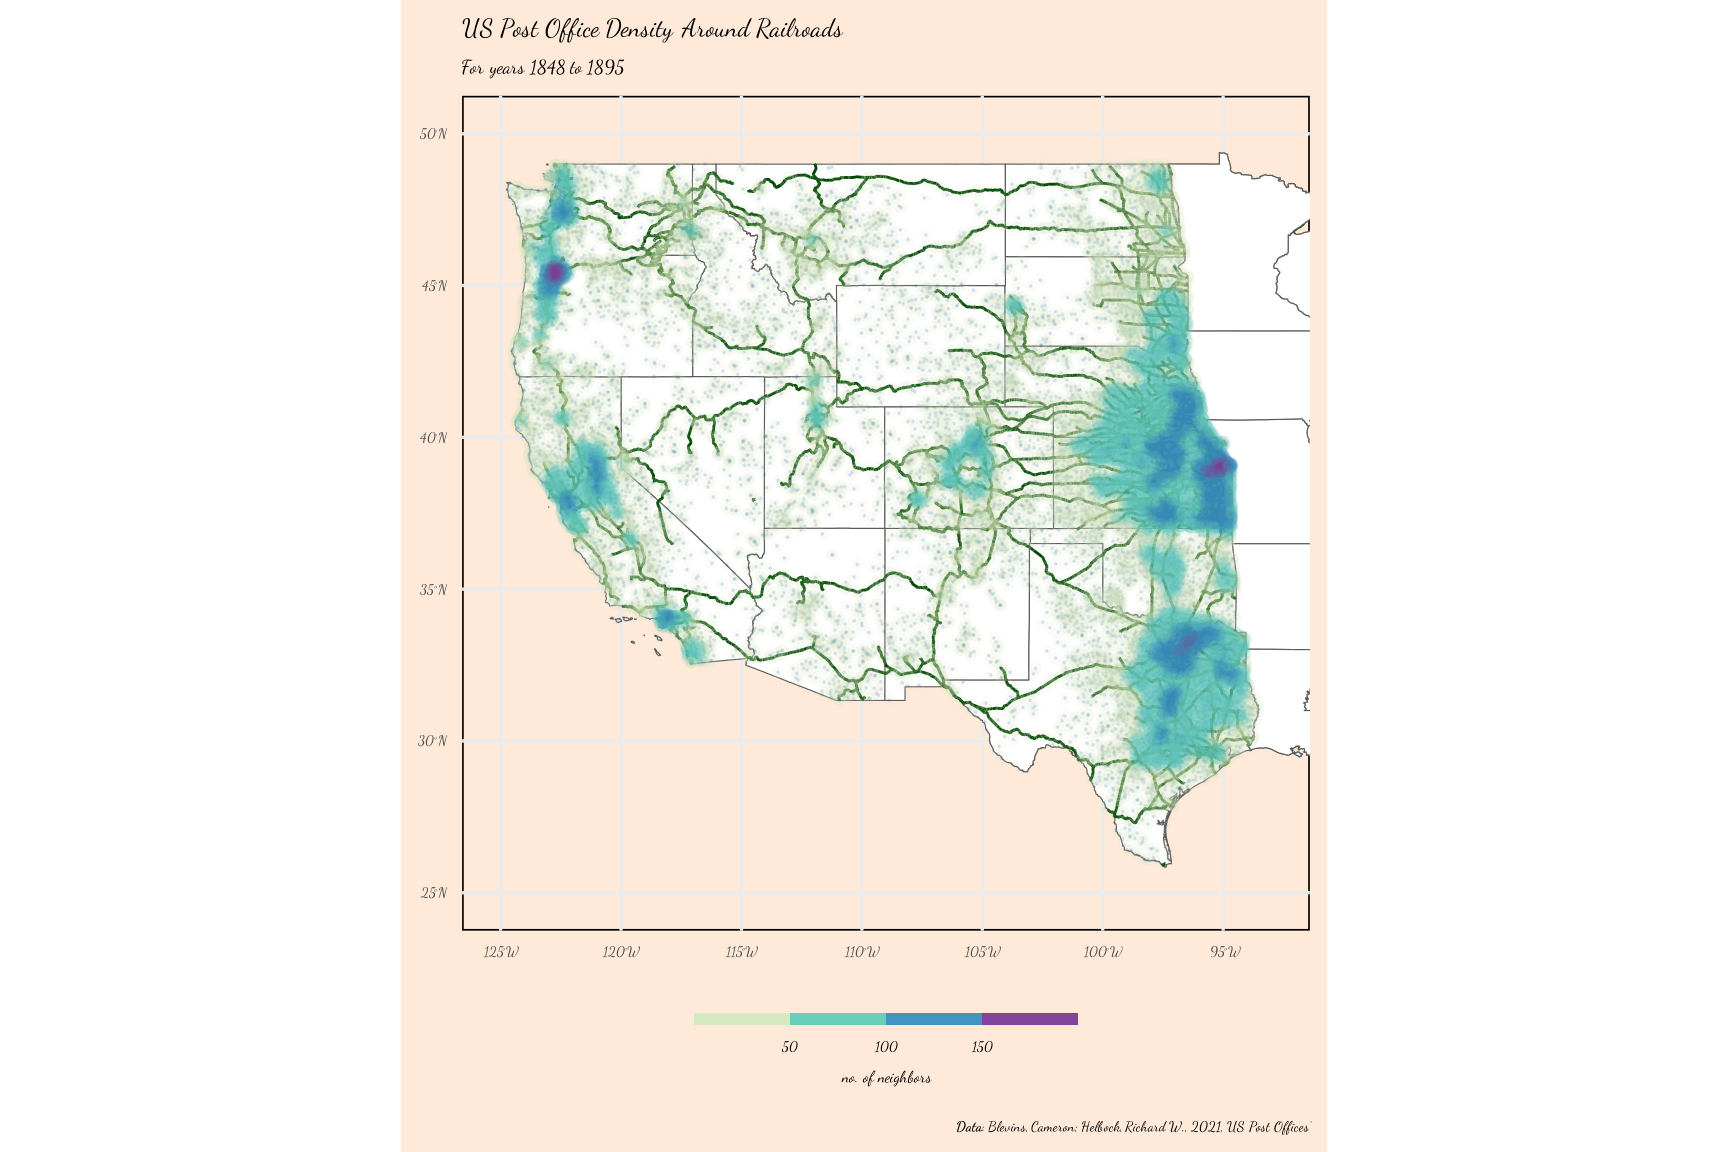 US Post Office Density Around Railroads
For years 1848 to 1895
50°N
45°N
40°N
35°N
30°N
25°N
125°W 120°W 115°W 110°W 105°W 100°W 95°W
50 100 150
no. of neighbors
Data: Blevins, Cameron; Helbock, Richard W., 2021, US Post Offices'